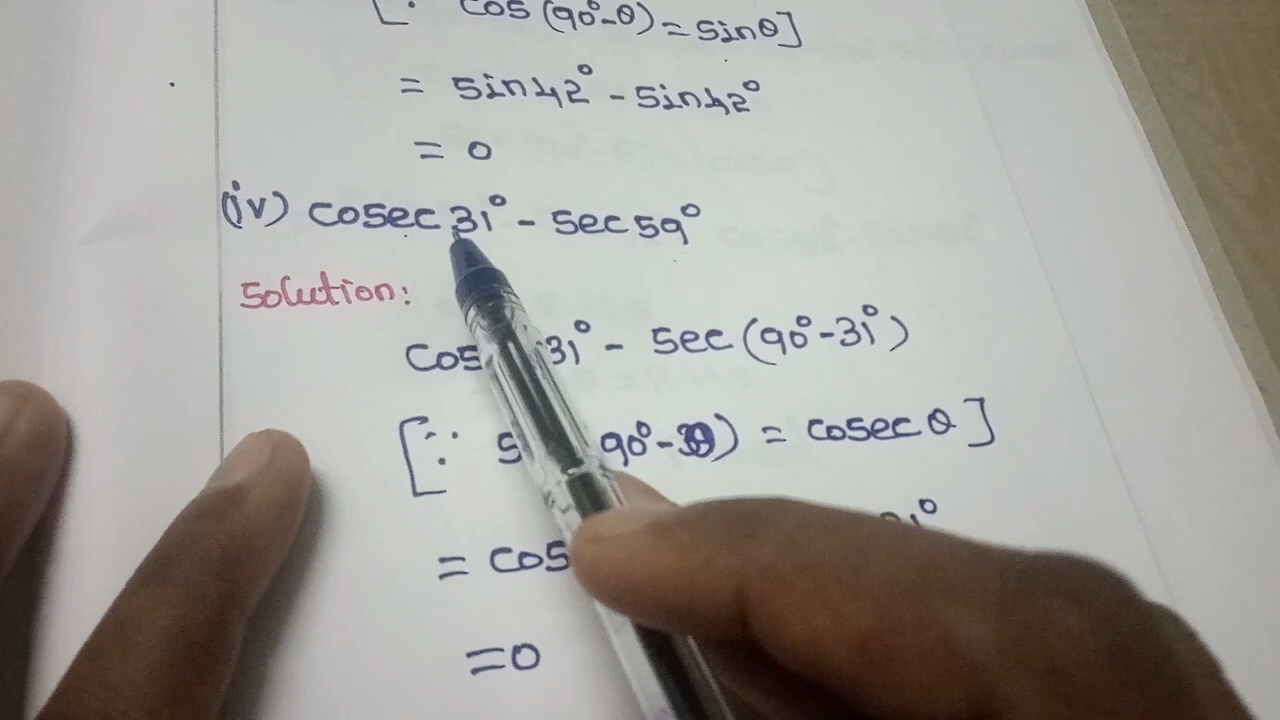 [∵ cos (90°-θ) = sinθ]
= sin42° - sin42°
= 0
(iv) cosec 31° - sec 59°
Solution:
cos 31° - sec (90° - 31°)
[∵ 90° - θ) = cosec θ]
= cos
= 0